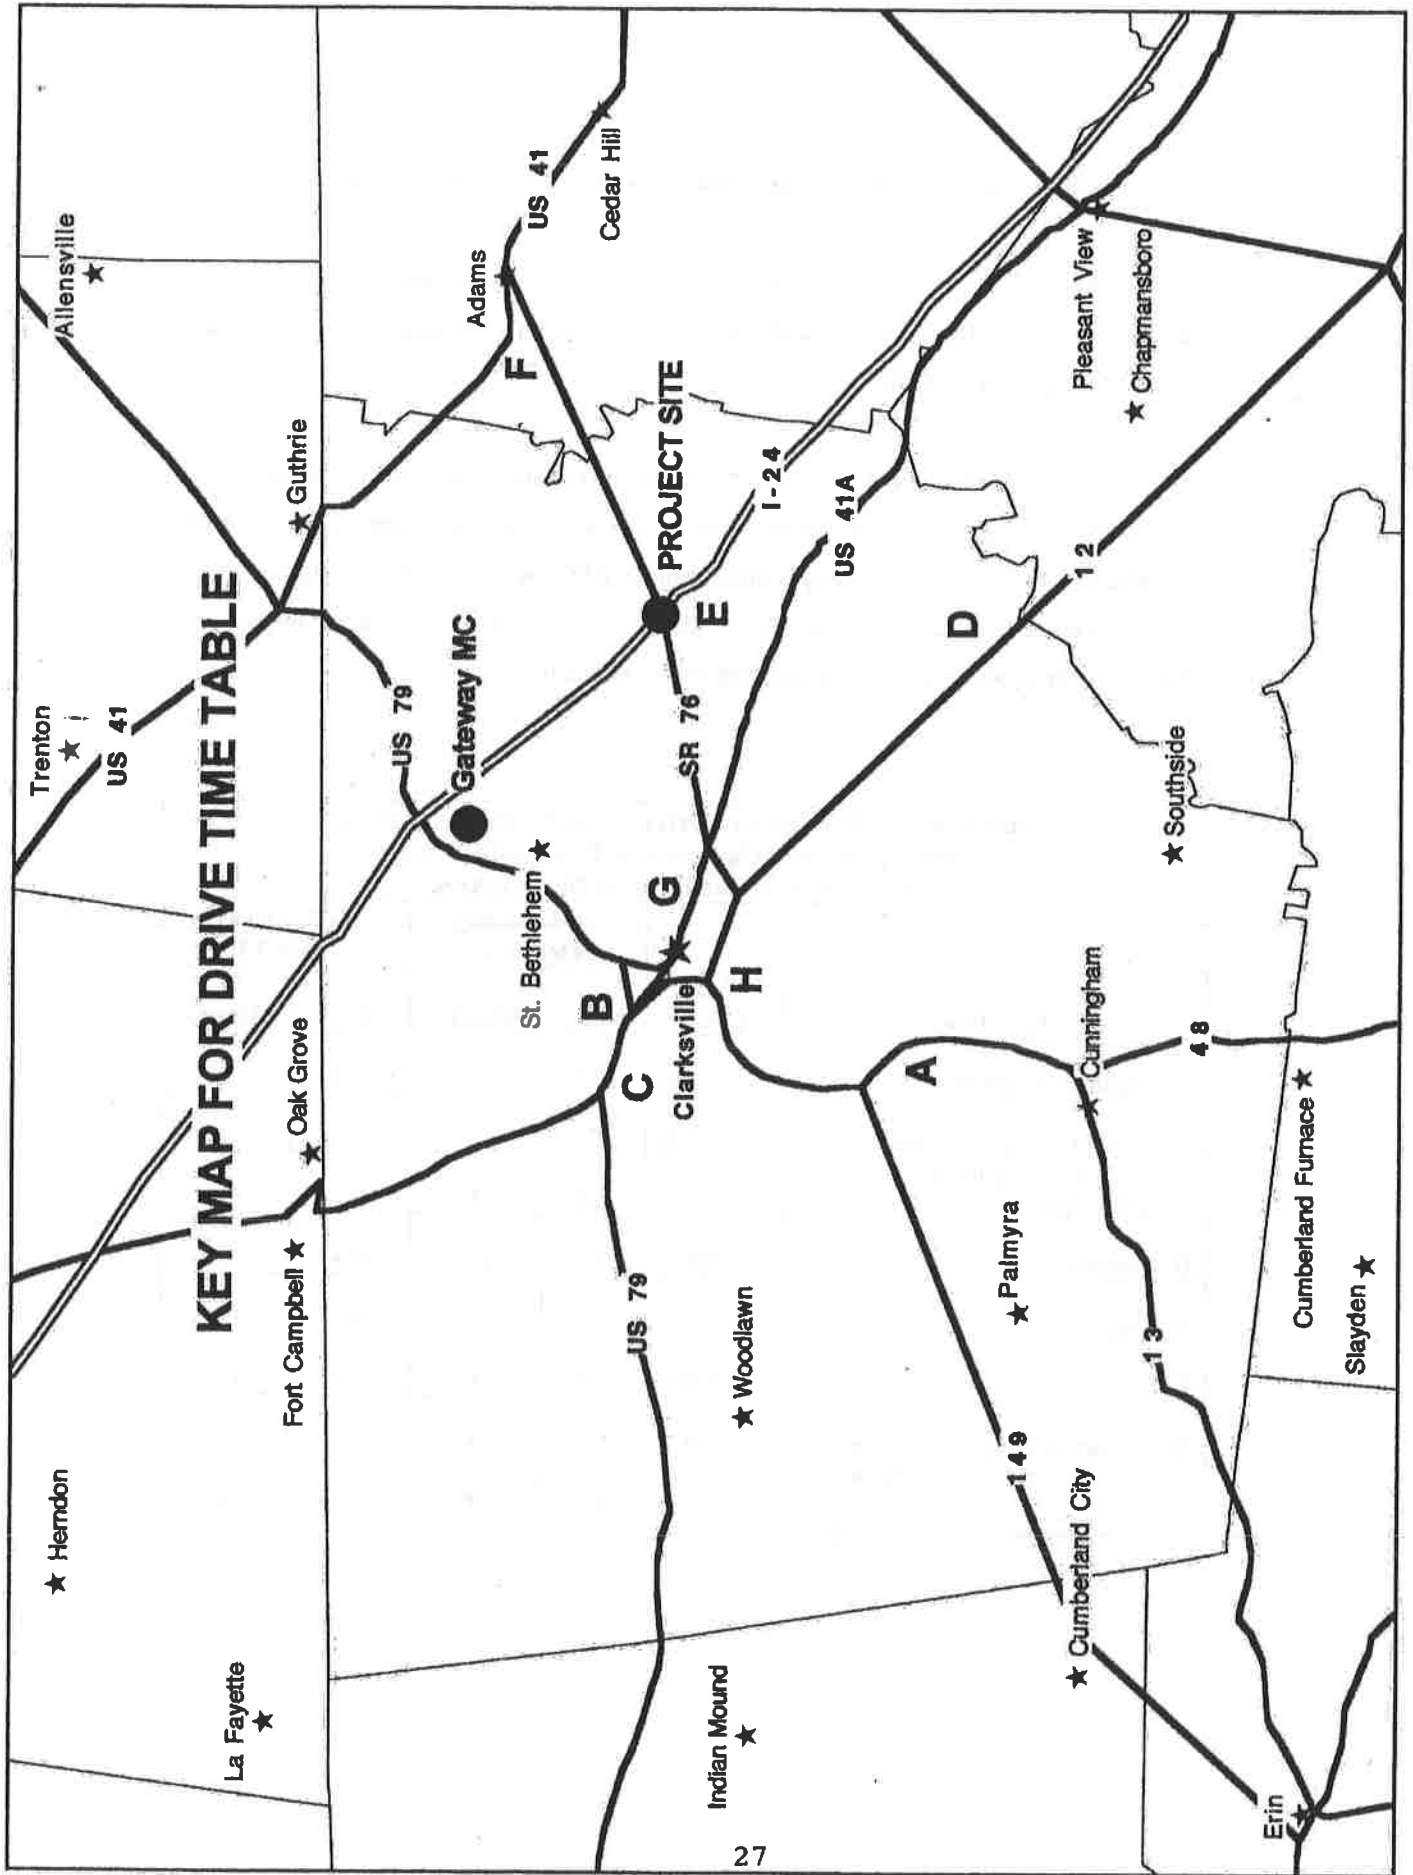 KEY MAP FOR DRIVE TIME TABLE
Herndon
La Fayette
Fort Campbell
Oak Grove
Trenton
US 41
Guthrie
Allensville
US 79
Gateway MC
St. Bethlehem
Adams
F
US 41
Cedar Hill
PROJECT SITE
E
I-24
SR 76
US 41A
B
C
G
Clarksville
H
US 79
Woodlawn
Indian Mound
A
D
12
Pleasant View
Chapmansboro
Southside
Cunningham
48
Palmyra
149
Cumberland City
13
Cumberland Furnace
Slayden
Erin
27